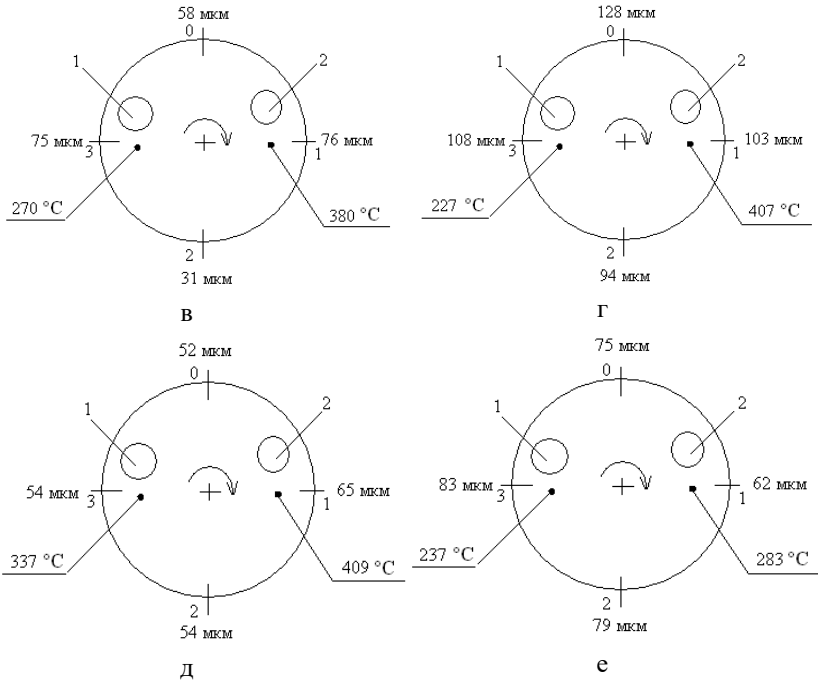 58 мкм
0
1
2
75 мкм
3
76 мкм
1
270 °C
380 °C
2
31 мкм
в
128 мкм
0
1
2
108 мкм
3
103 мкм
1
227 °C
407 °C
2
94 мкм
г
52 мкм
0
1
2
54 мкм
3
65 мкм
1
337 °C
409 °C
2
54 мкм
д
75 мкм
0
1
2
83 мкм
3
62 мкм
1
237 °C
283 °C
2
79 мкм
е